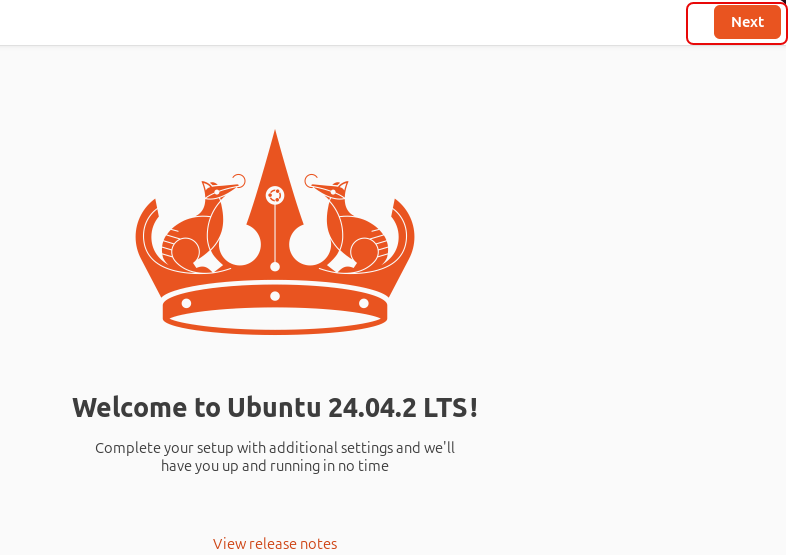 Next
Welcome to Ubuntu 24.04.2 LTS!
Complete your setup with additional settings and we'll
have you up and running in no time
View release notes